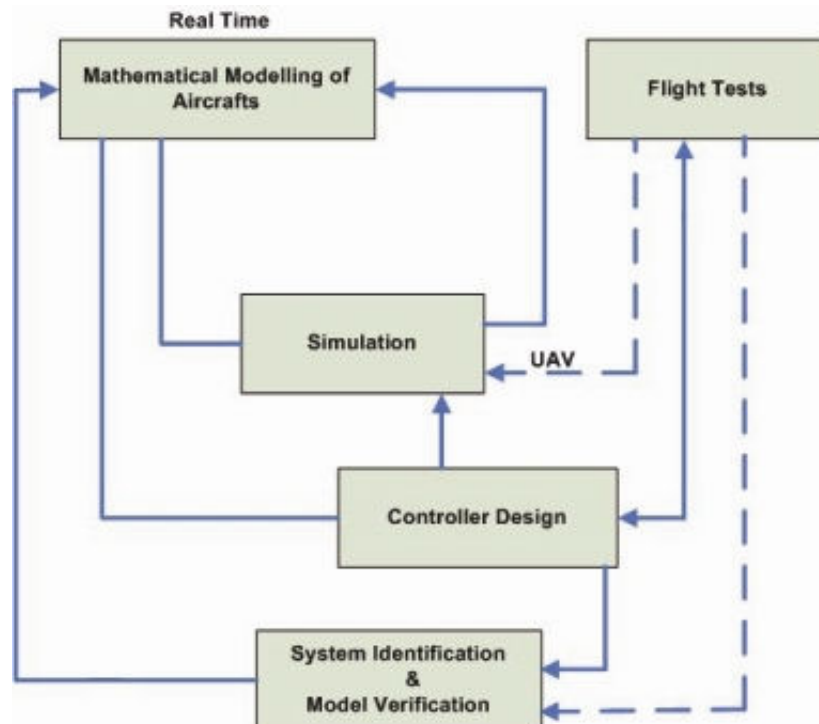 Real Time
Mathematical Modelling of
Aircrafts
Flight Tests
Simulation
UAV
Controller Design
System Identification
&
Model Verification